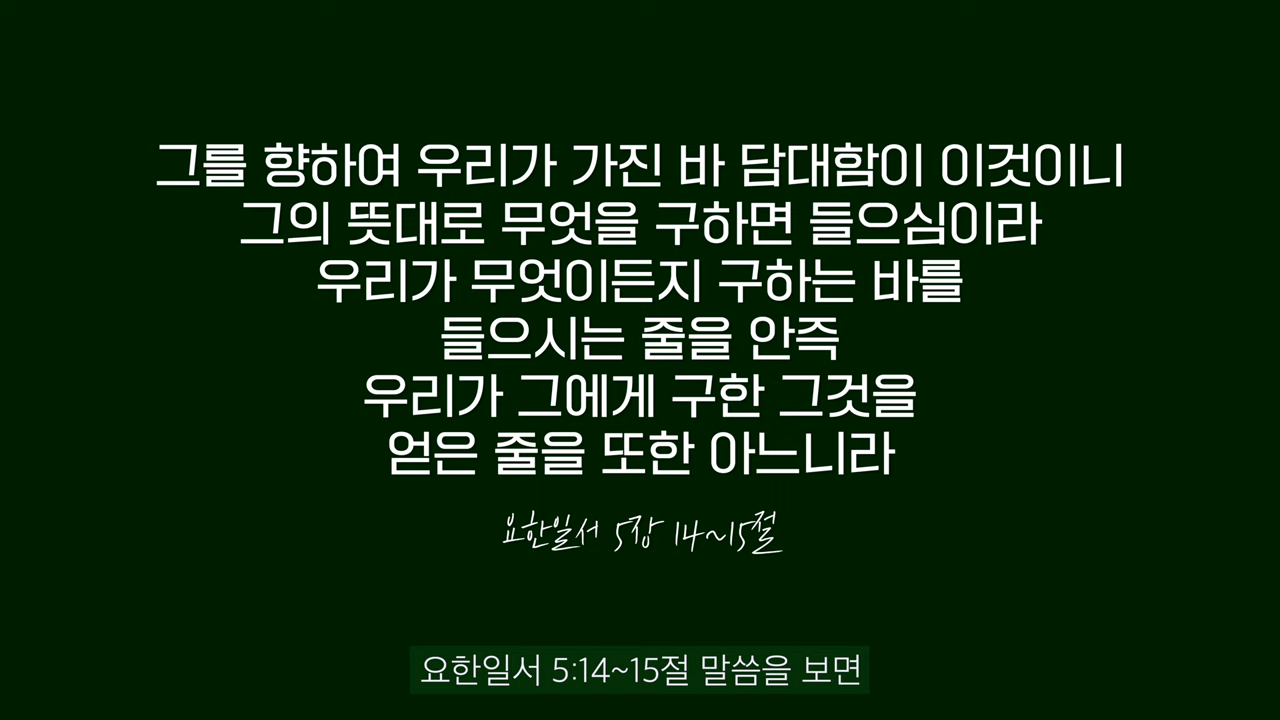 그를 향하여 우리가 가진 바 담대함이 이것이니
그의 뜻대로 무엇을 구하면 들으심이라
우리가 무엇이든지 구하는 바를
들으시는 줄을 안즉
우리가 그에게 구한 그것을
얻은 줄을 또한 아느니라
요한일서 5장 14~15절
요한일서 5:14~15절 말씀을 보면